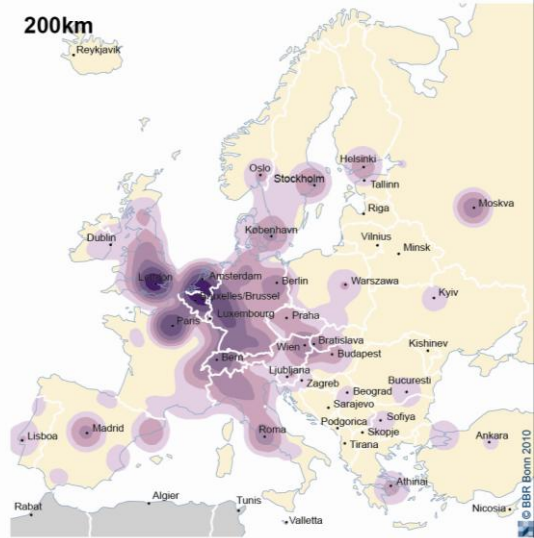 200km
Reykjavik
Oslo
Stockholm
Helsinki
Tallinn
Riga
Moskva
Dublin
København
Vilnius
Minsk
London
Amsterdam
Berlin
Warszawa
Bruxelles/Brussel
Kyiv
Luxembourg
Praha
Paris
Wien
Bratislava
Budapest
Kishinev
Bern
Ljubljana
Zagreb
Bucuresti
Beograd
Sarajevo
Sofiya
Podgorica
Skopje
Tirana
Roma
Madrid
Lisboa
Ankara
Athinai
Rabat
Algier
Tunis
Valletta
Nicosia
© BBR Bonn 2010